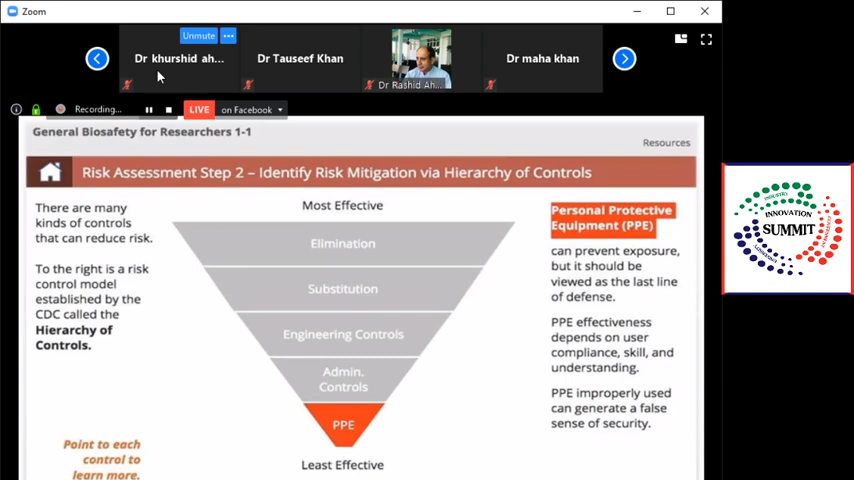 Zoom
Unmute
Dr khurshid ah...
Dr Tauseef Khan
Dr Rashid Ah...
Dr maha khan
Recording...
LIVE on Facebook
General Biosafety for Researchers 1-1
Resources
Risk Assessment Step 2 – Identify Risk Mitigation via Hierarchy of Controls
There are many
kinds of controls
that can reduce risk.
To the right is a risk
control model
established by the
CDC called the
Hierarchy of
Controls.
Point to each
control to
learn more.
Most Effective
Elimination
Substitution
Engineering Controls
Admin.
Controls
PPE
Least Effective
Personal Protective
Equipment (PPE)
can prevent exposure,
but it should be
viewed as the last line
of defense.
PPE effectiveness
depends on user
compliance, skill, and
understanding.
PPE improperly used
can generate a false
sense of security.
INDUSTRY
INNOVATION
SUMMIT
GOVERNMENT
UNIVERSITY